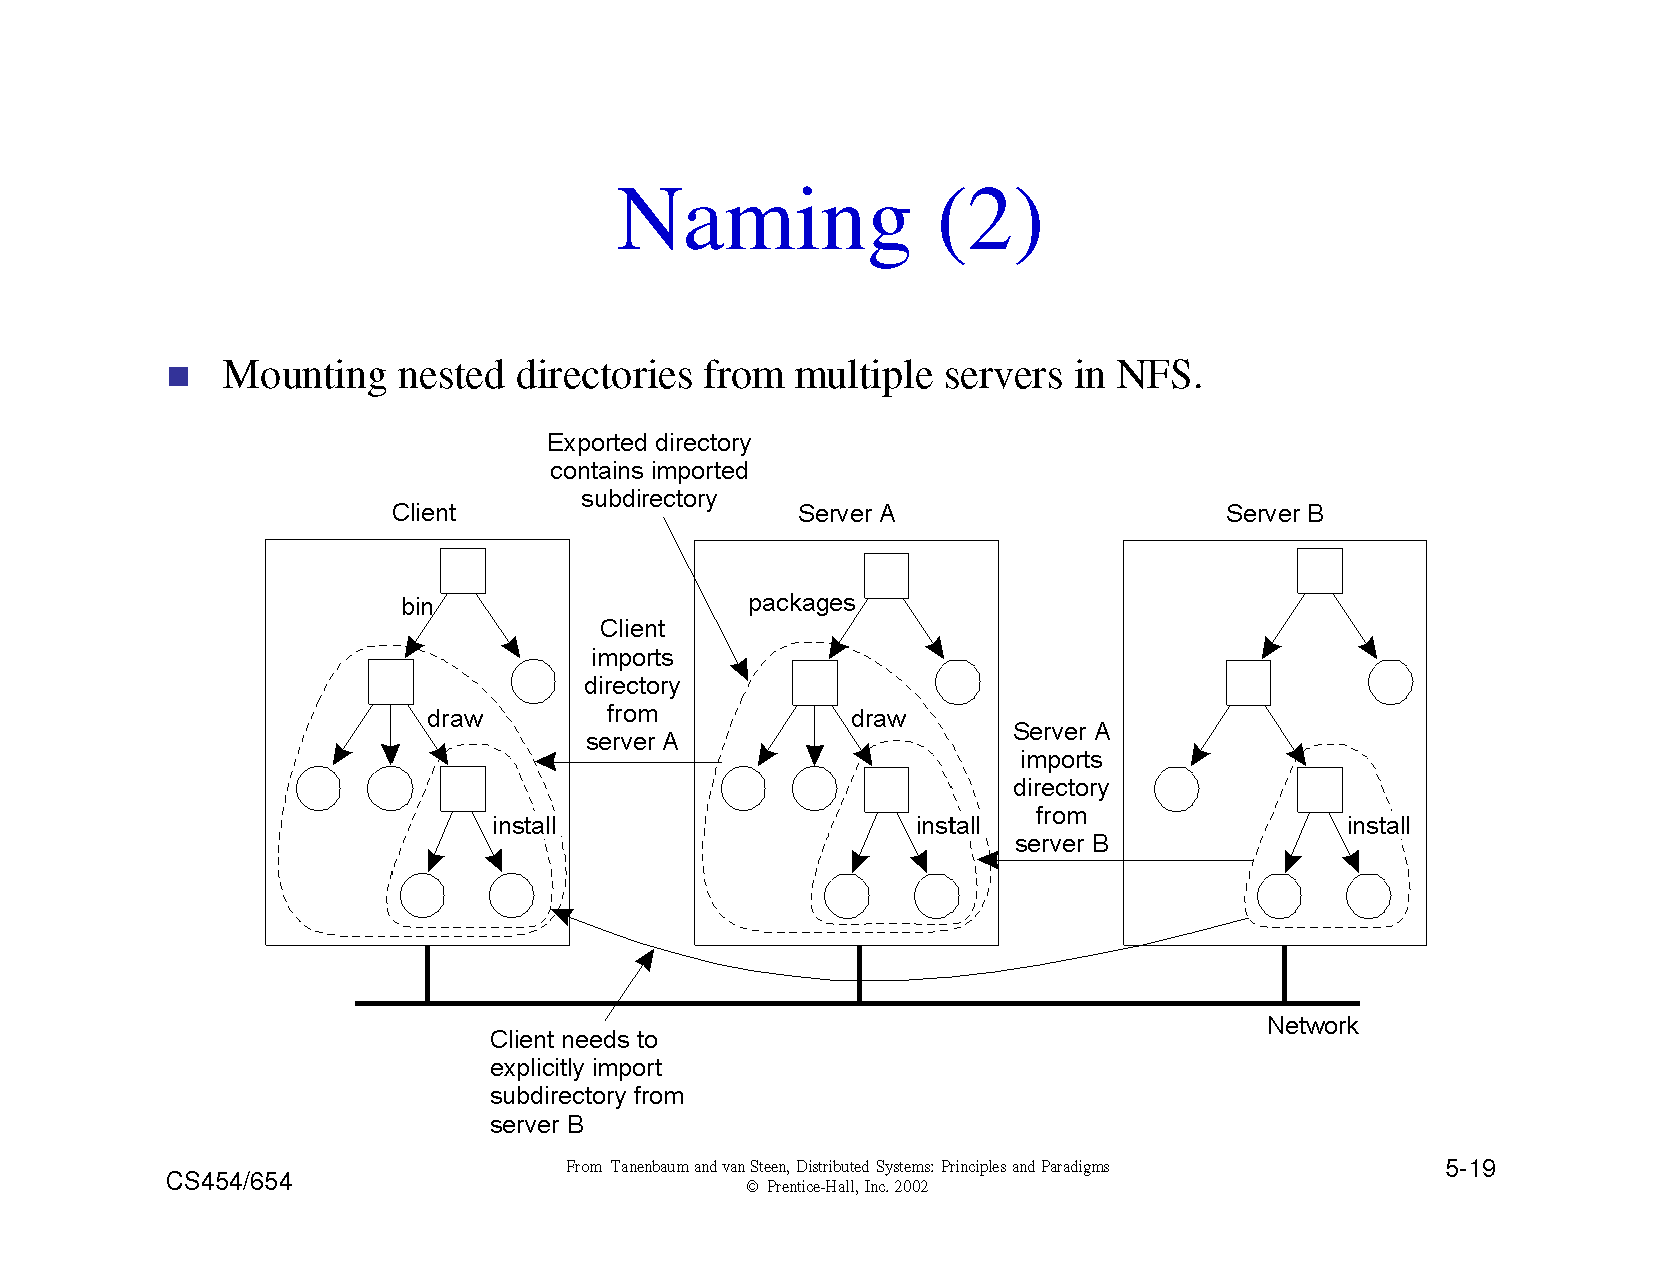 Naming (2)
Mounting nested directories from multiple servers in NFS.
Exported directory
contains imported
subdirectory
Client
Server A
Server B
bin
packages
Client
imports
directory
from
server A
draw
draw
Server A
imports
directory
from
server B
install
install
install
Network
Client needs to
explicitly import
subdirectory from
server B
CS454/654
From Tanenbaum and van Steen, Distributed Systems: Principles and Paradigms
© Prentice-Hall, Inc. 2002
5-19